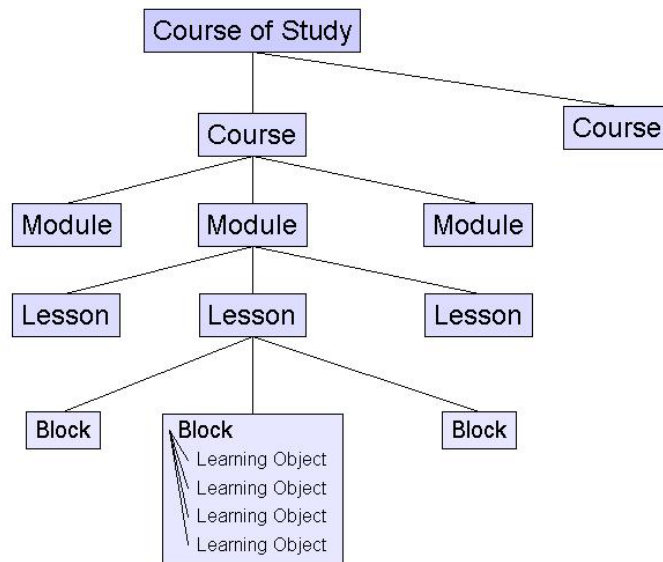 Course of Study
Course
Course
Module
Module
Module
Lesson
Lesson
Lesson
Block
Block
Block
Learning Object
Learning Object
Learning Object
Learning Object